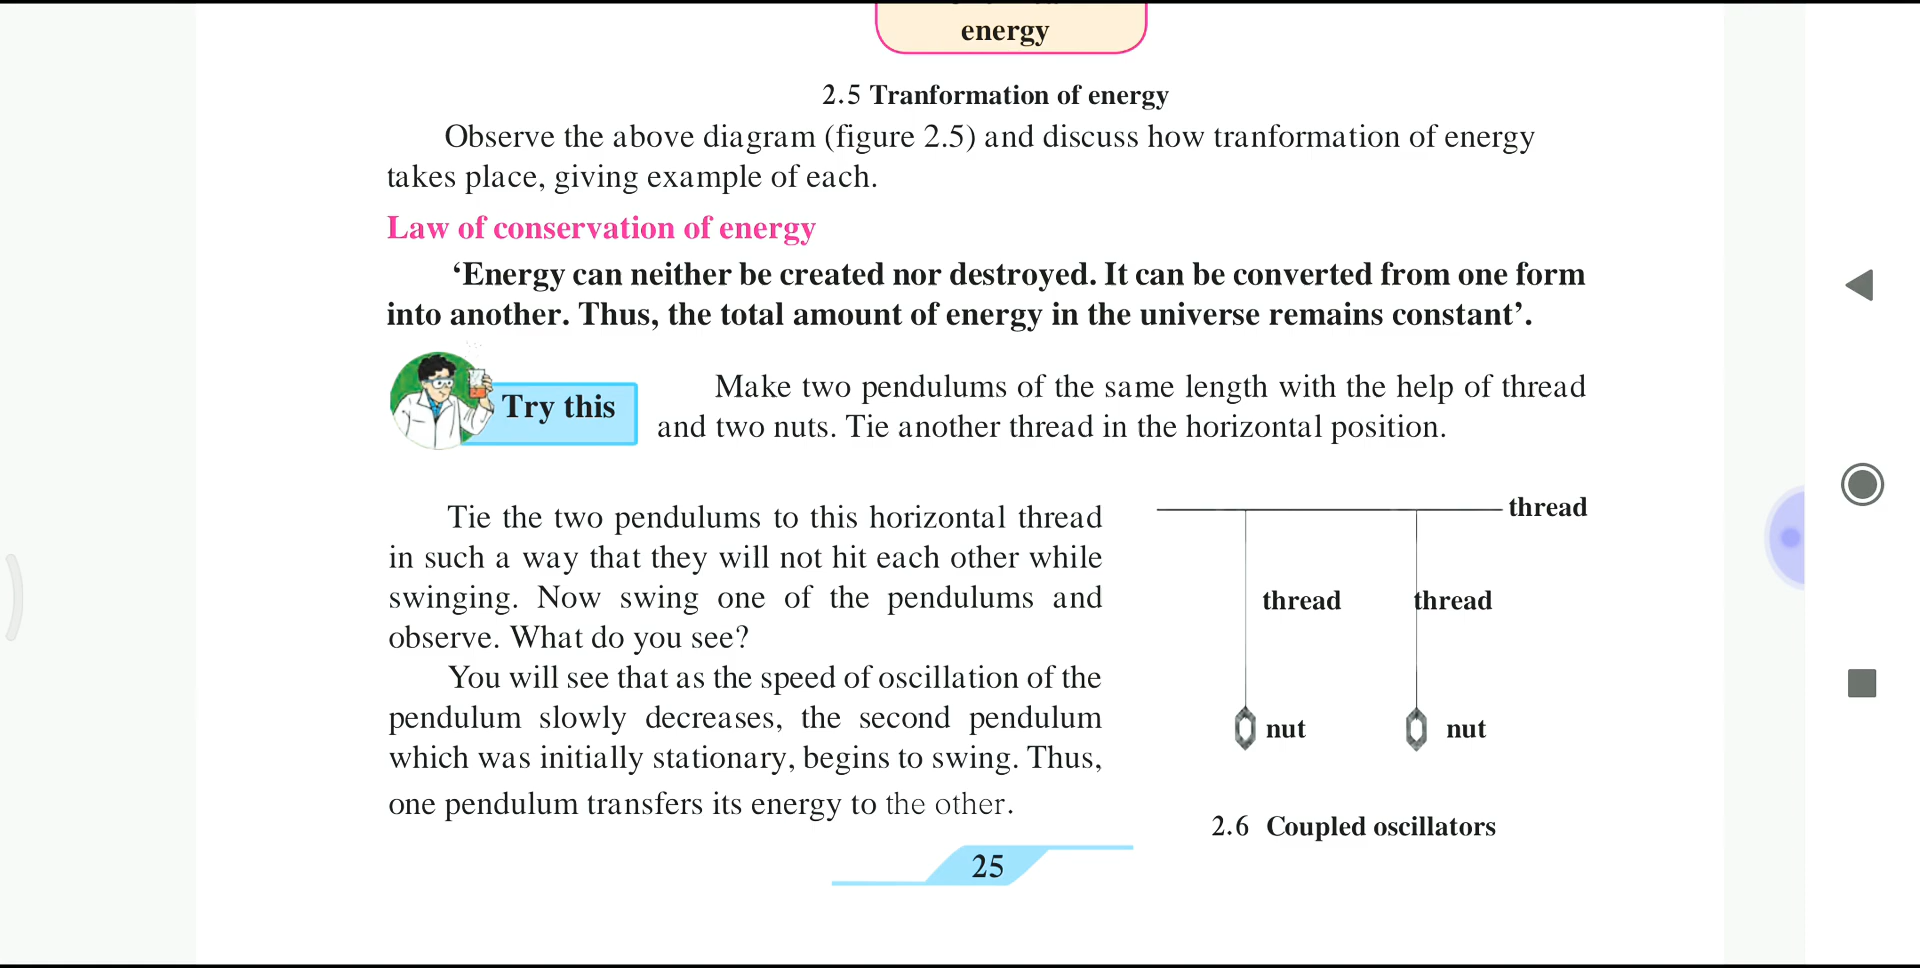 energy
2.5 Tranformation of energy
Observe the above diagram (figure 2.5) and discuss how tranformation of energy
takes place, giving example of each.
Law of conservation of energy
‘Energy can neither be created nor destroyed. It can be converted from one form
into another. Thus, the total amount of energy in the universe remains constant’.
Try this
Make two pendulums of the same length with the help of thread
and two nuts. Tie another thread in the horizontal position.
Tie the two pendulums to this horizontal thread
in such a way that they will not hit each other while
swinging. Now swing one of the pendulums and
observe. What do you see?
You will see that as the speed of oscillation of the
pendulum slowly decreases, the second pendulum
which was initially stationary, begins to swing. Thus,
one pendulum transfers its energy to the other.
thread
thread thread
nut nut
2.6 Coupled oscillators
25